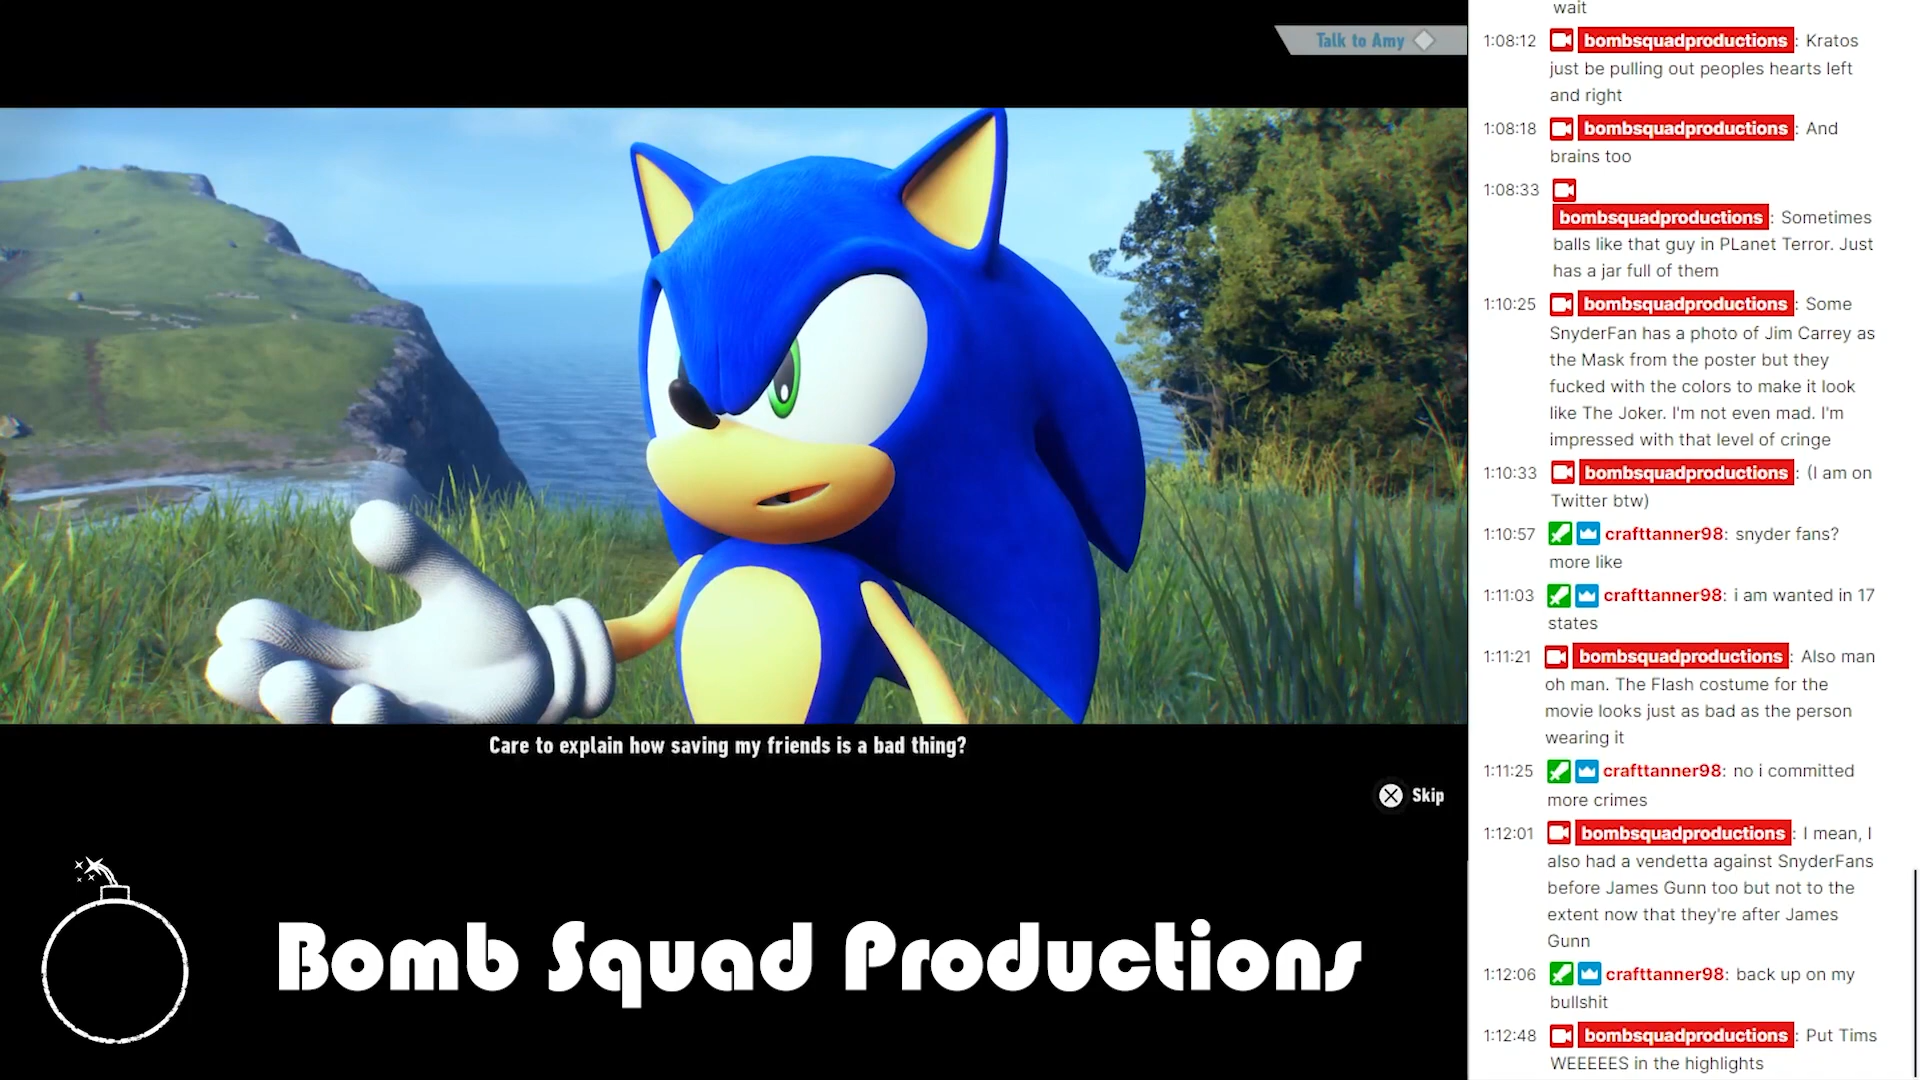 Talk to Amy
Care to explain how saving my friends is a bad thing?
Skip
Bomb Squad Productions
wait
1:08:12 bombsquadproductions: Kratos
just be pulling out peoples hearts left
and right
1:08:18 bombsquadproductions: And
brains too
1:08:33
bombsquadproductions: Sometimes
balls like that guy in PLanet Terror. Just
has a jar full of them
1:10:25 bombsquadproductions: Some
SnyderFan has a photo of Jim Carrey as
the Mask from the poster but they
fucked with the colors to make it look
like The Joker. I'm not even mad. I'm
impressed with that level of cringe
1:10:33 bombsquadproductions: (I am on
Twitter btw)
1:10:57 crafttanner98: snyder fans?
more like
1:11:03 crafttanner98: i am wanted in 17
states
1:11:21 bombsquadproductions: Also man
oh man. The Flash costume for the
movie looks just as bad as the person
wearing it
1:11:25 crafttanner98: no i committed
more crimes
1:12:01 bombsquadproductions: I mean, I
also had a vendetta against SnyderFans
before James Gunn too but not to the
extent now that they're after James
Gunn
1:12:06 crafttanner98: back up on my
bullshit
1:12:48 bombsquadproductions: Put Tims
WEEEEES in the highlights